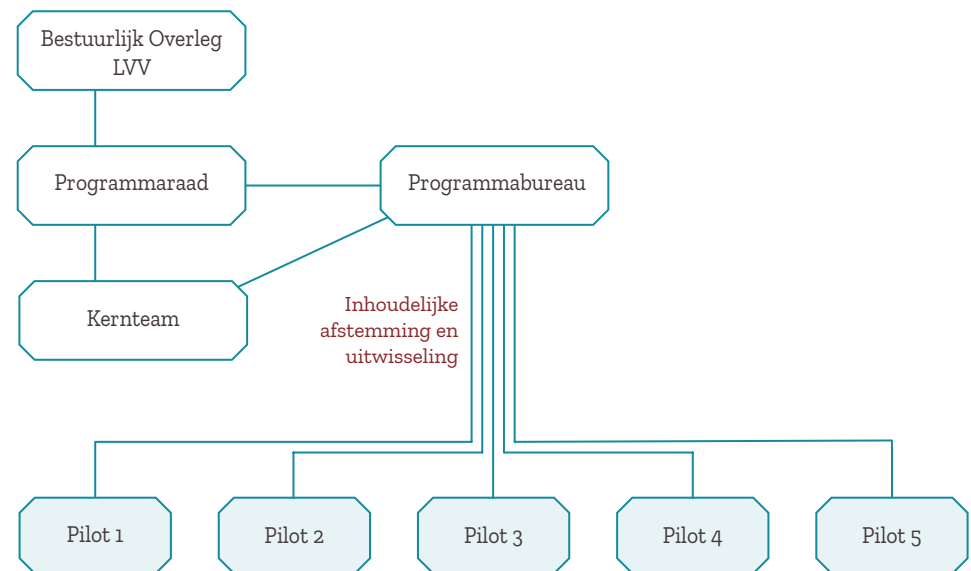 Bestuurlijk Overleg
LVV
Programmaraad
Programmabureau
Kernteam
Inhoudelijke
afstemming en
uitwisseling
Pilot 1
Pilot 2
Pilot 3
Pilot 4
Pilot 5